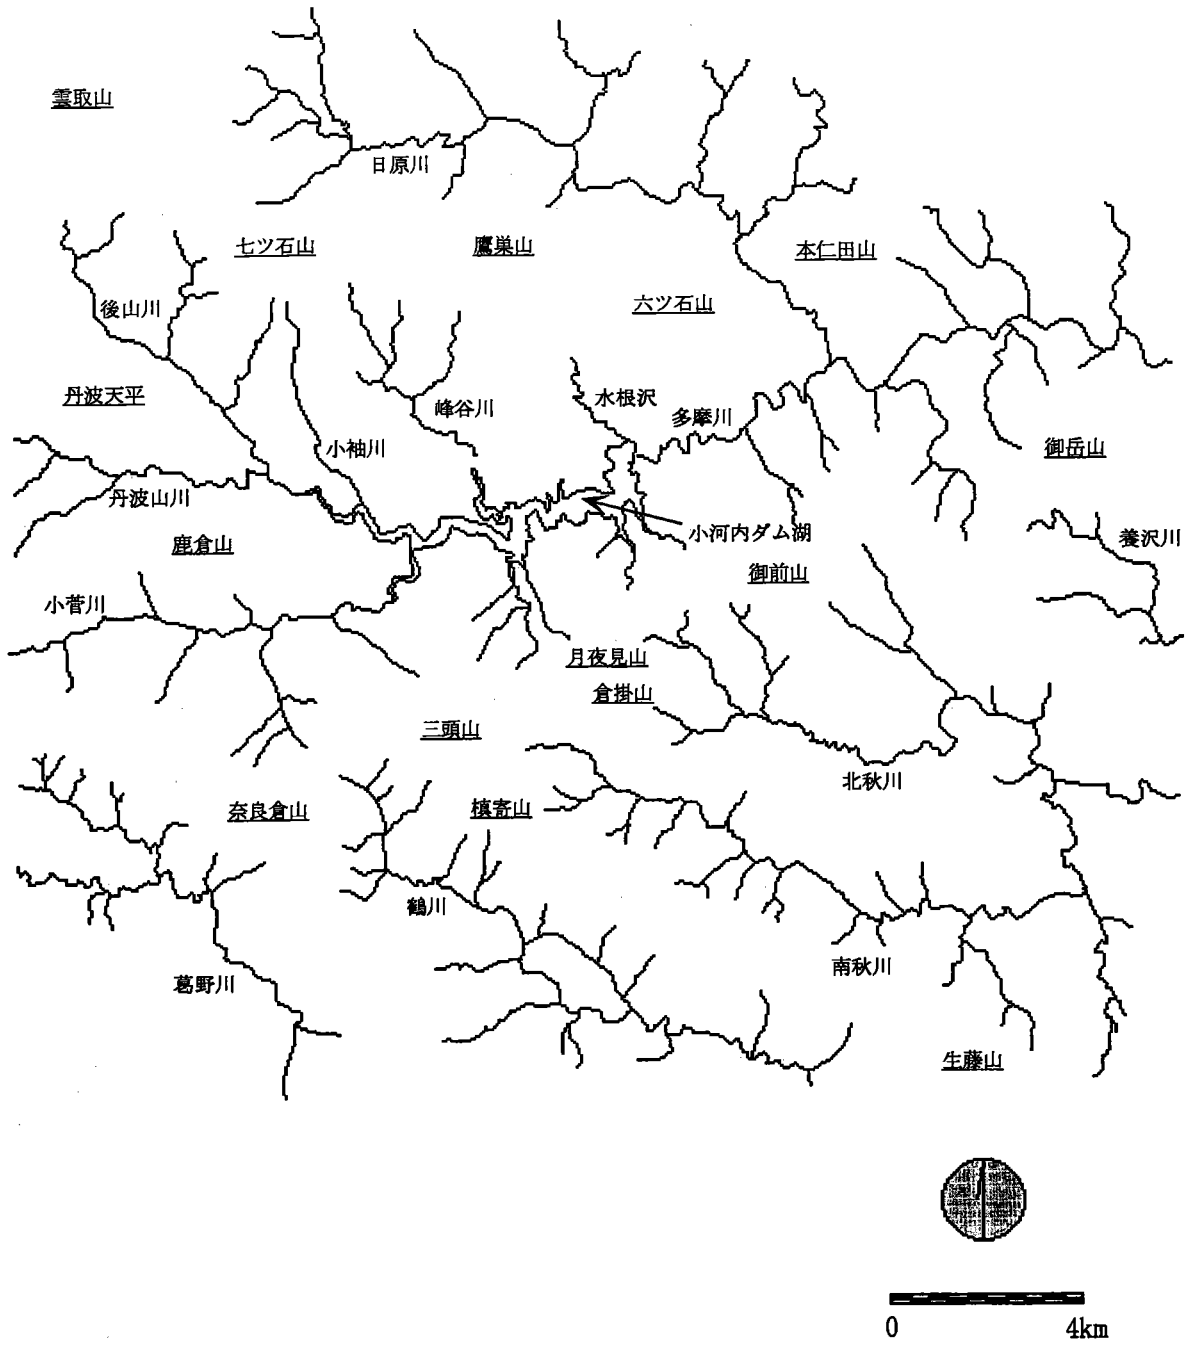 雲取山
日原川
七ツ石山
鷹巣山
本仁田山
後山川
六ツ石山
丹波天平
水根沢
峰谷川
多摩川
小袖川
御岳山
丹波山川
小河内ダム湖
養沢川
鹿倉山
御前山
小菅川
月夜見山
倉掛山
三頭山
北秋川
奈良倉山
槙寄山
鶴川
南秋川
葛野川
生藤山
0 4km